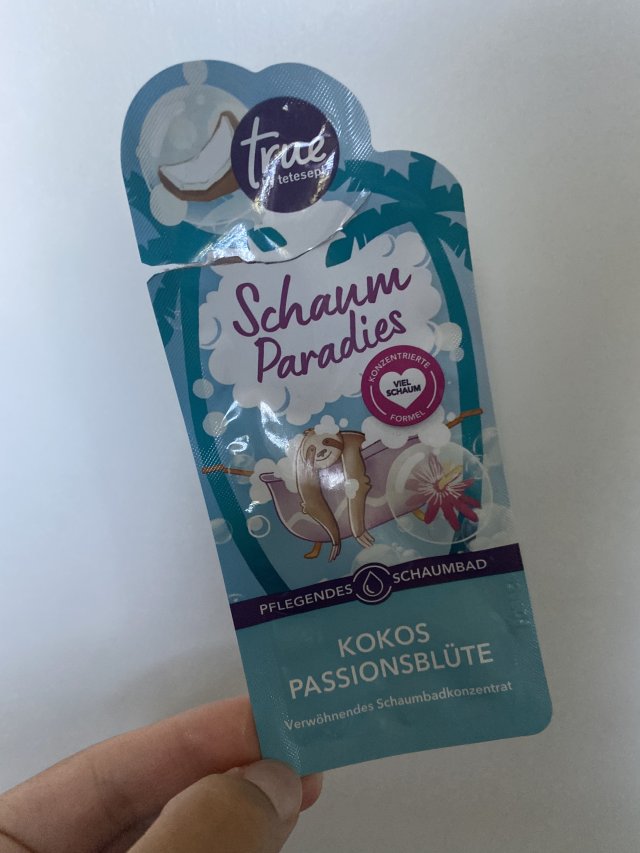 true
tetesept
Schaum
Paradies
KONZENTRIERTE
VIEL
SCHAUM
FORMEL
PFLEGENDES SCHAUMBAD
KOKOS
PASSIONSBLÜTE
Verwöhnendes Schaumbadkonzentrat